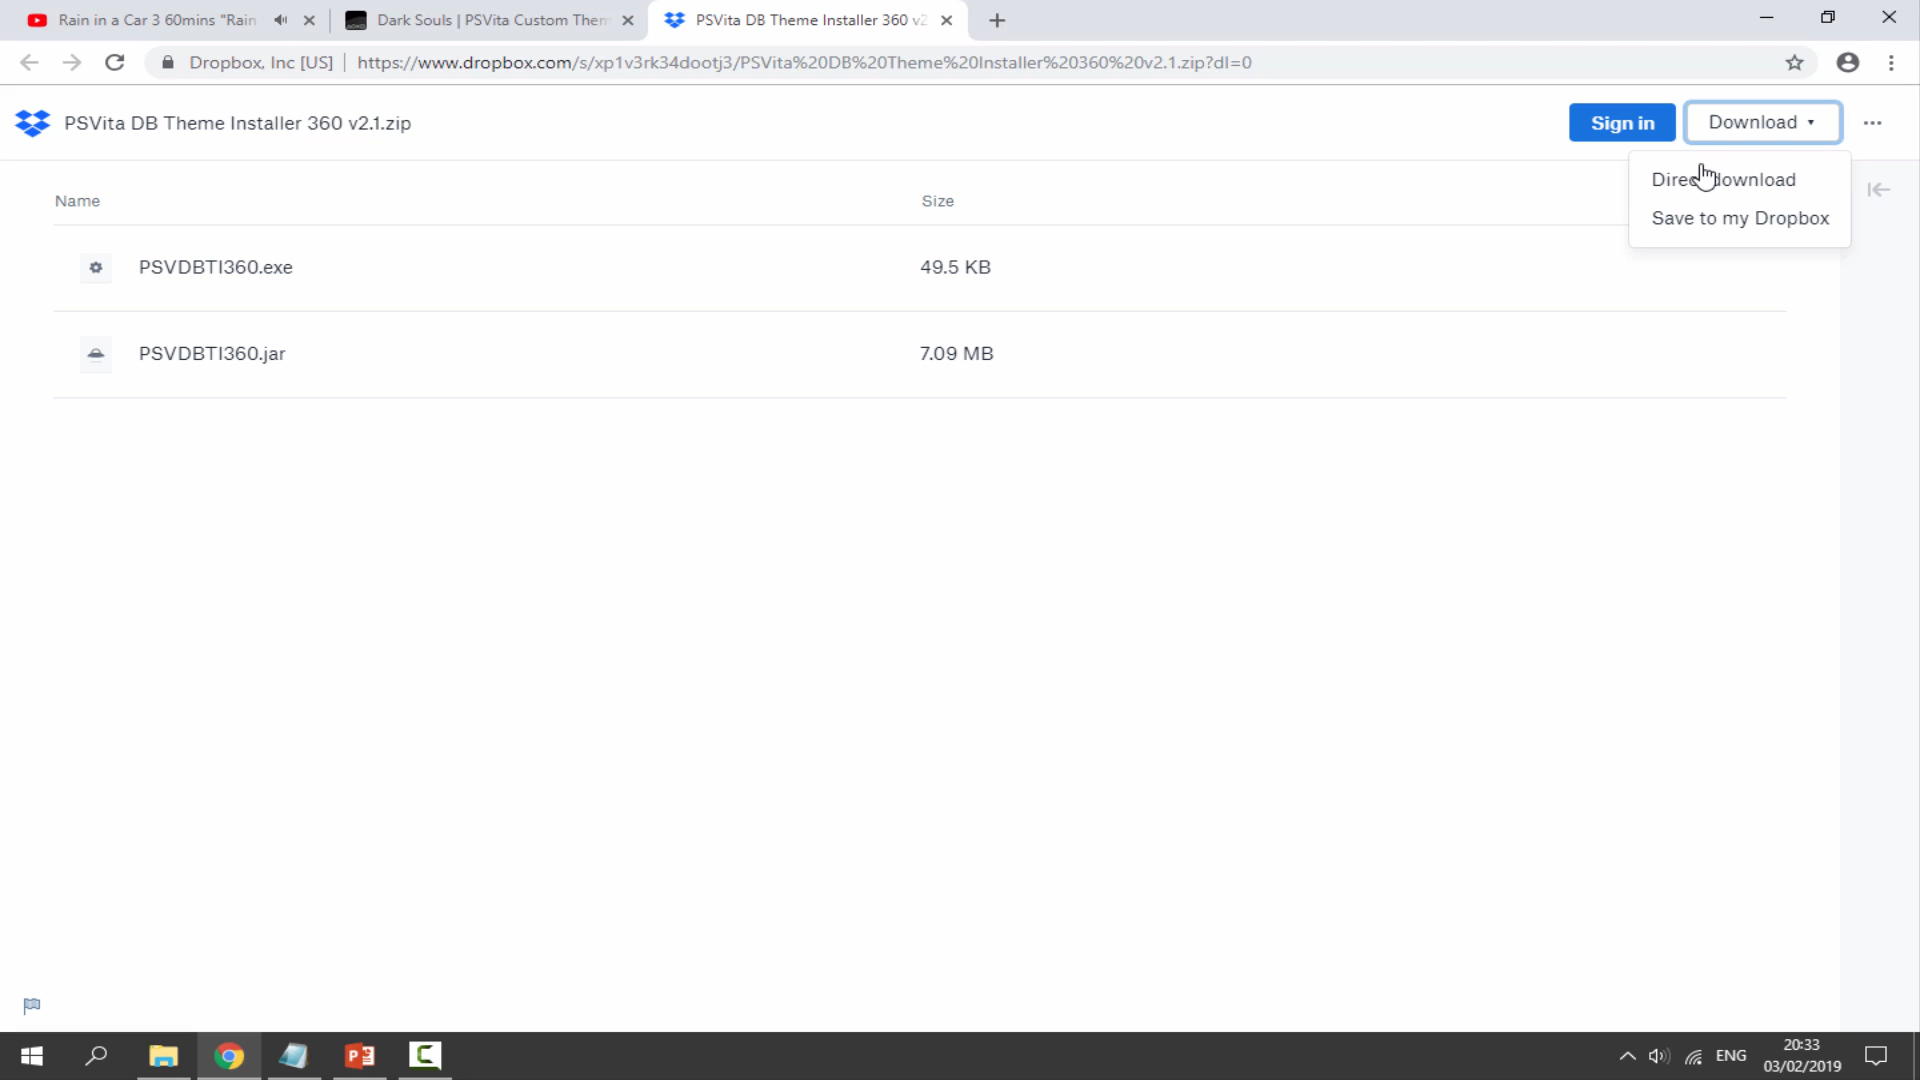 Rain in a Car 3 60mins "Rain
Dark Souls | PSVita Custom Them
PSVita DB Theme Installer 360 v2
Dropbox, Inc [US] | https://www.dropbox.com/s/xp1v3rk34dootj3/PSVita%20DB%20Theme%20Installer%20360%20v2.1.zip?dl=0
PSVita DB Theme Installer 360 v2.1.zip
Sign in
Download
Direct download
Save to my Dropbox
Name Size
PSVDBTI360.exe 49.5 KB
PSVDBTI360.jar 7.09 MB
ENG
20:33
03/02/2019